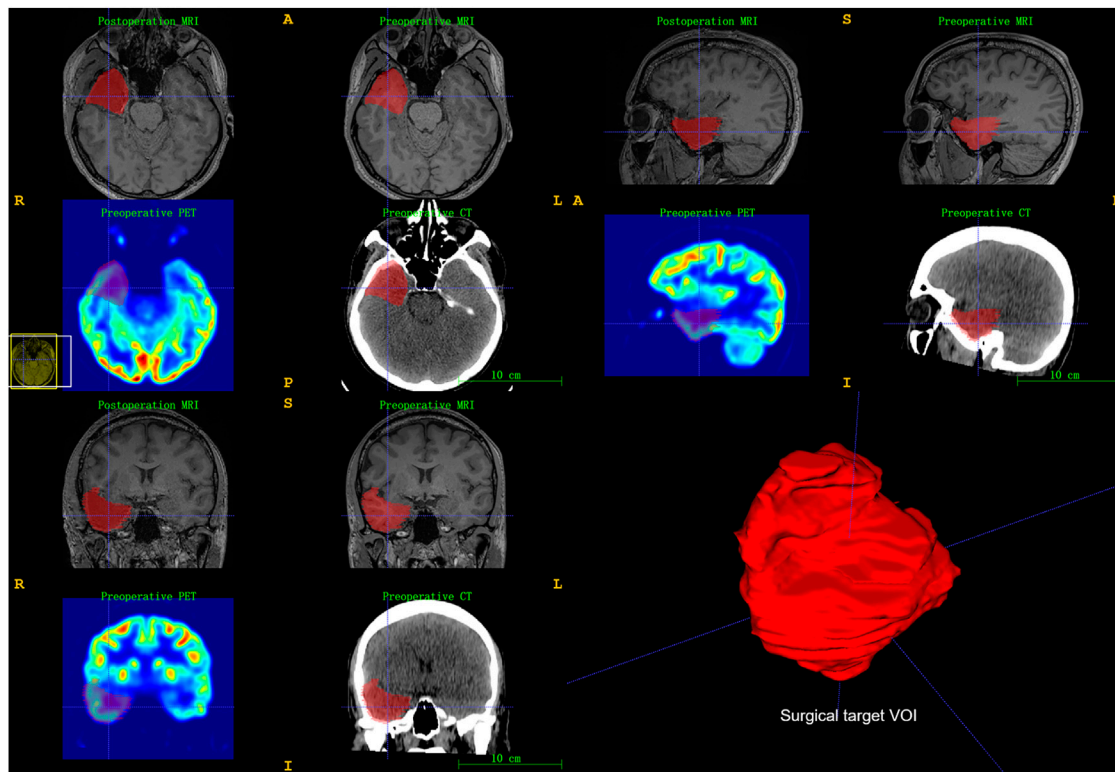 Postoperation MRI
A
Preoperative MRI
Postoperation MRI
S
Preoperative MRI
R
Preoperative PET
Preoperative CT
L
A
Preoperative PET
Preoperative CT
P
10 cm
I
10 cm
Postoperation MRI
S
Preoperative MRI
R
Preoperative PET
Preoperative CT
L
Surgical target VOI
I
10 cm